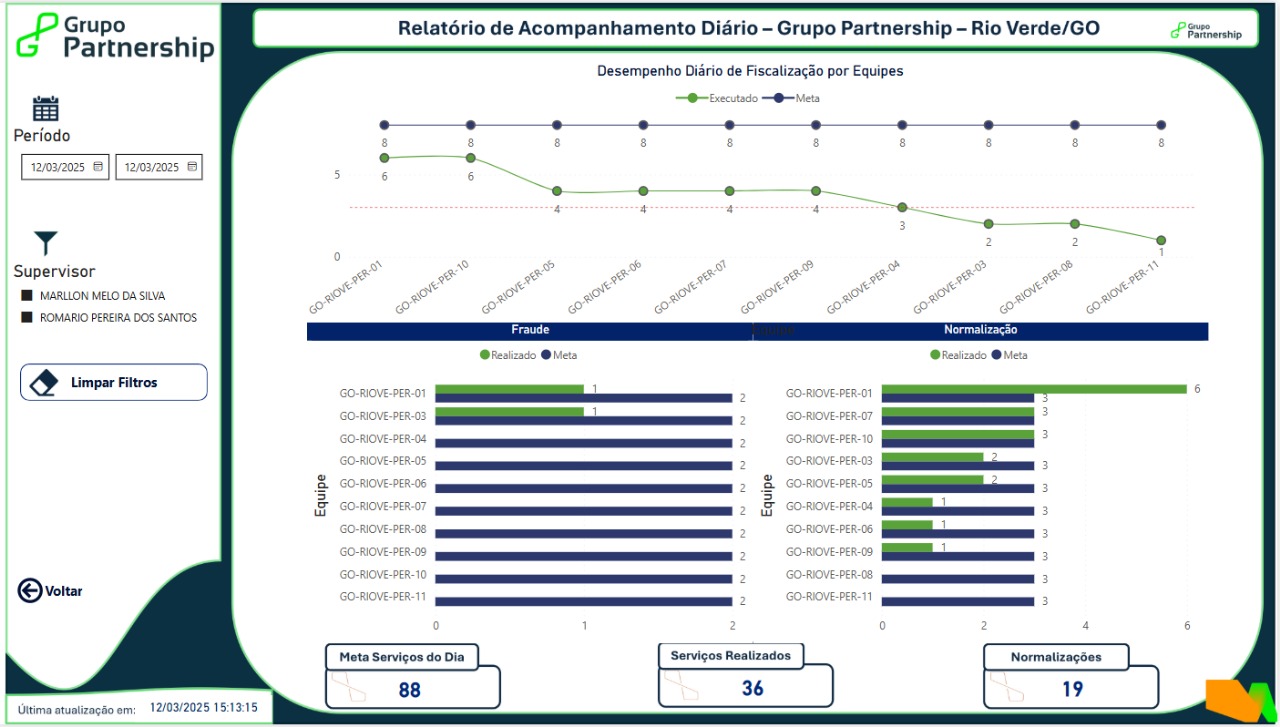 Grupo
Partnership
Relatório de Acompanhamento Diário – Grupo Partnership – Rio Verde/GO
Grupo
Partnership
Período
12/03/2025 12/03/2025
Supervisor
MARLLON MELO DA SILVA
ROMARIO PEREIRA DOS SANTOS
Limpar Filtros
Voltar
Última atualização em: 12/03/2025 15:13:15
Desempenho Diário de Fiscalização por Equipes
Executado Meta
8 8 8 8 8 8 8 8 8 8
5
6 6 4 4 4 4 3 2 2 1
0
GO-RIOVE-PER-01 GO-RIOVE-PER-10 GO-RIOVE-PER-05 GO-RIOVE-PER-06 GO-RIOVE-PER-07 GO-RIOVE-PER-09 GO-RIOVE-PER-04 GO-RIOVE-PER-03 GO-RIOVE-PER-08 GO-RIOVE-PER-11
Equipe
Fraude
Realizado Meta
Equipe
GO-RIOVE-PER-01 1 2
GO-RIOVE-PER-03 1 2
GO-RIOVE-PER-04 2
GO-RIOVE-PER-05 2
GO-RIOVE-PER-06 2
GO-RIOVE-PER-07 2
GO-RIOVE-PER-08 2
GO-RIOVE-PER-09 2
GO-RIOVE-PER-10 2
GO-RIOVE-PER-11 2
0 1 2
Normalização
Realizado Meta
Equipe
GO-RIOVE-PER-01 6 3
GO-RIOVE-PER-07 3
GO-RIOVE-PER-10 3
GO-RIOVE-PER-03 2 3
GO-RIOVE-PER-05 2 3
GO-RIOVE-PER-04 1 3
GO-RIOVE-PER-06 1 3
GO-RIOVE-PER-09 1 3
GO-RIOVE-PER-08 3
GO-RIOVE-PER-11 3
0 2 4 6
Meta Serviços do Dia
88
Serviços Realizados
36
Normalizações
19